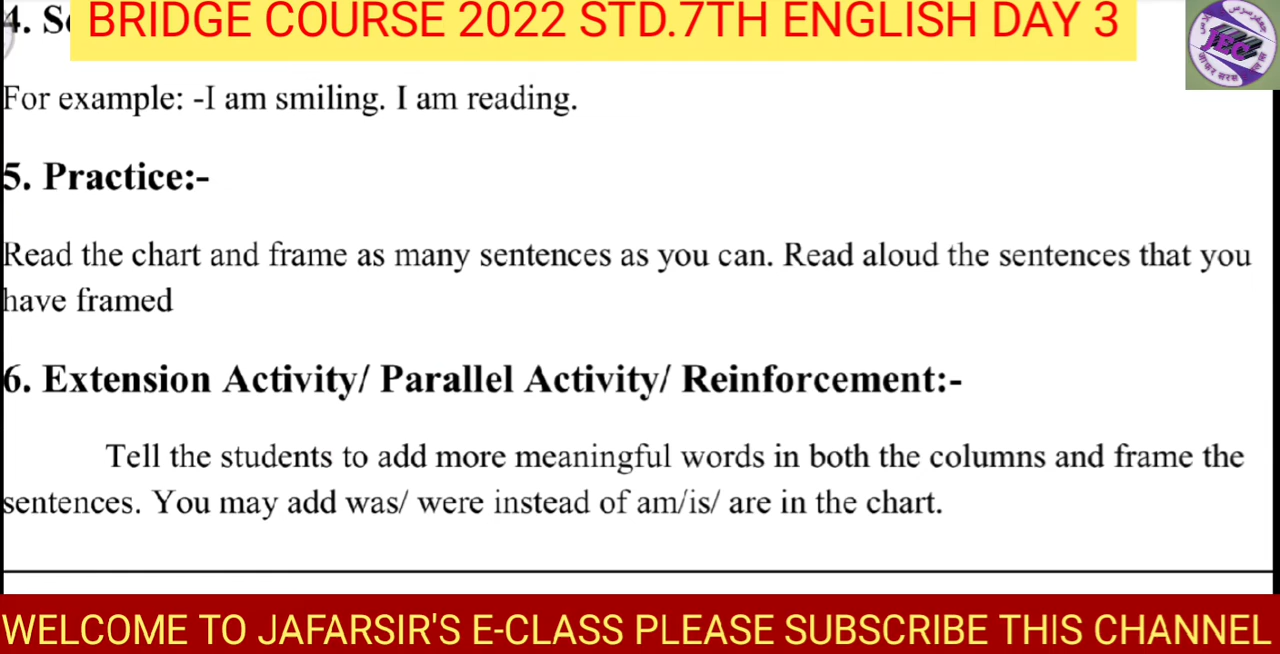 4. S
BRIDGE COURSE 2022 STD.7TH ENGLISH DAY 3
JEC
For example: -I am smiling. I am reading.
5. Practice:-
Read the chart and frame as many sentences as you can. Read aloud the sentences that you
have framed
6. Extension Activity/ Parallel Activity/ Reinforcement:-
Tell the students to add more meaningful words in both the columns and frame the
sentences. You may add was/ were instead of am/is/ are in the chart.
WELCOME TO JAFARSIR'S E-CLASS PLEASE SUBSCRIBE THIS CHANNEL